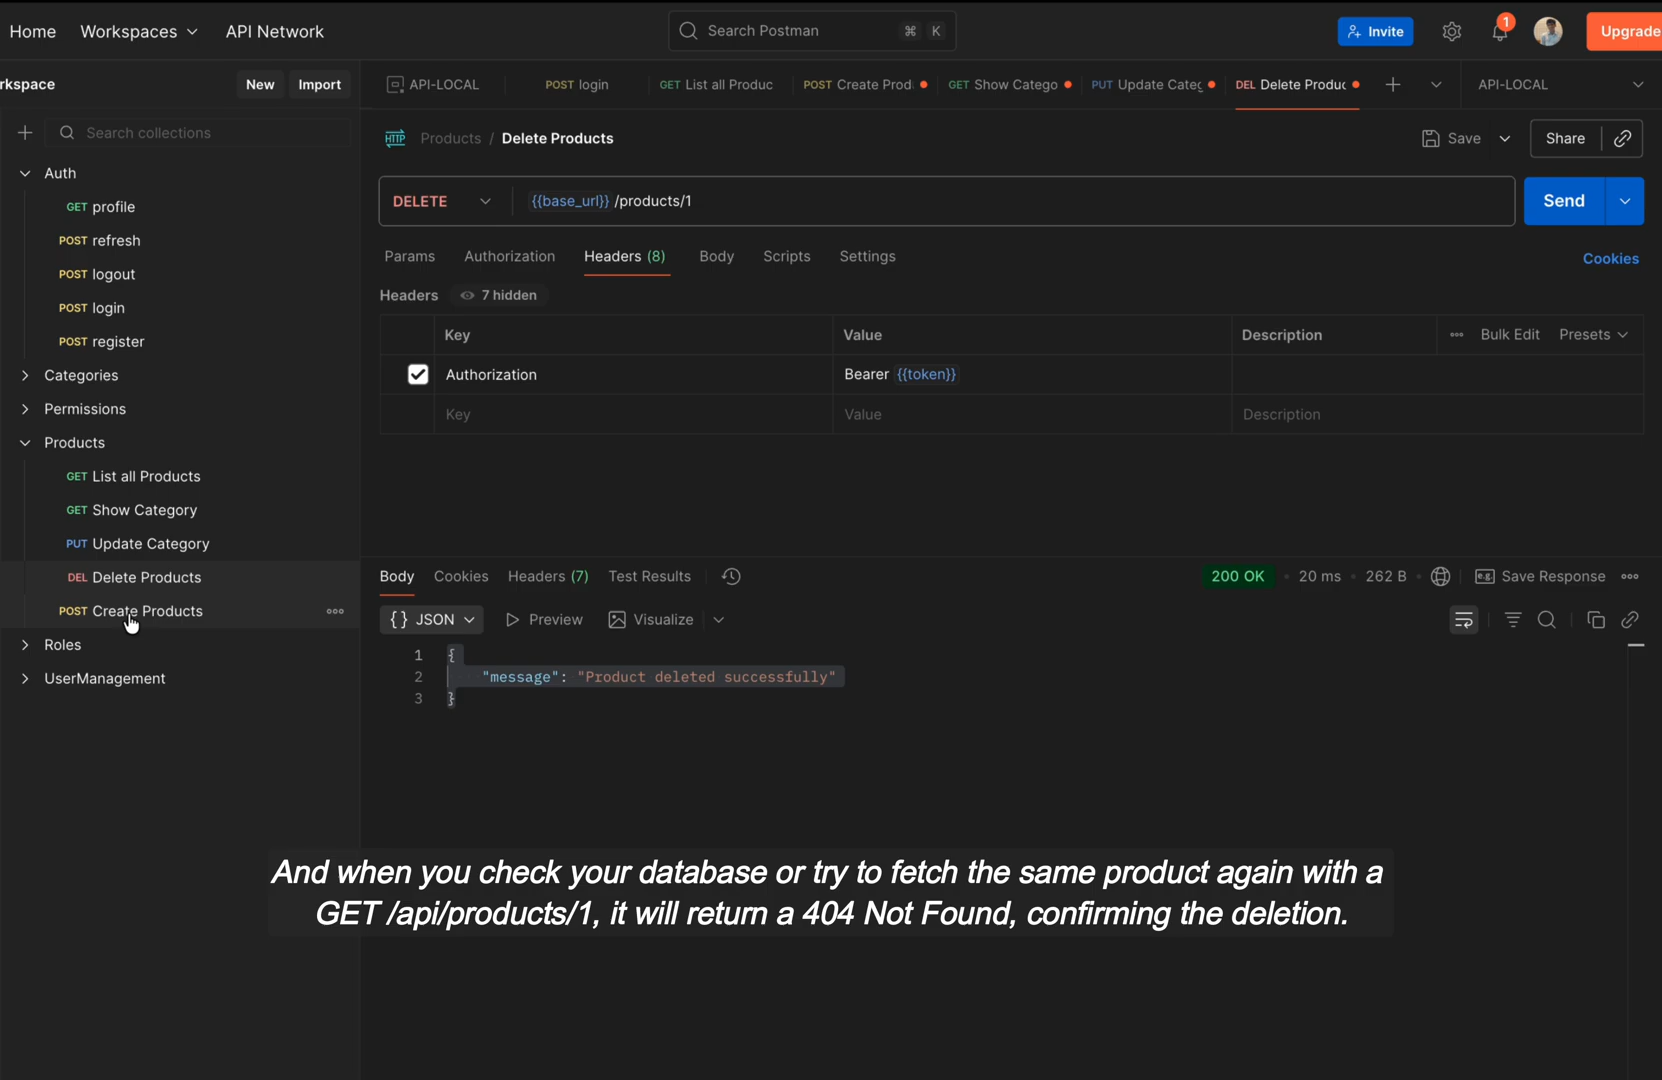 Home Workspaces API Network Search Postman ⌘ K Invite 1 Upgrade
rkspace New Import API-LOCAL POST login GET List all Produc POST Create Prod GET Show Catego PUT Update Categ DEL Delete Produc API-LOCAL
Search collections
HTTP Products / Delete Products Save Share
Auth
GET profile
POST refresh
POST logout
POST login
POST register
Categories
Permissions
Products
GET List all Products
GET Show Category
PUT Update Category
DEL Delete Products
POST Create Products
Roles
UserManagement
DELETE {{base_url}} /products/1 Send
Params Authorization Headers (8) Body Scripts Settings Cookies
Headers 7 hidden
Key Value Description Bulk Edit Presets
Authorization Bearer {{token}}
Key Value Description
Body Cookies Headers (7) Test Results 200 OK 20 ms 262 B e.g. Save Response
{} JSON Preview Visualize
1 {
2 "message": "Product deleted successfully"
3 }
And when you check your database or try to fetch the same product again with a
GET /api/products/1, it will return a 404 Not Found, confirming the deletion.